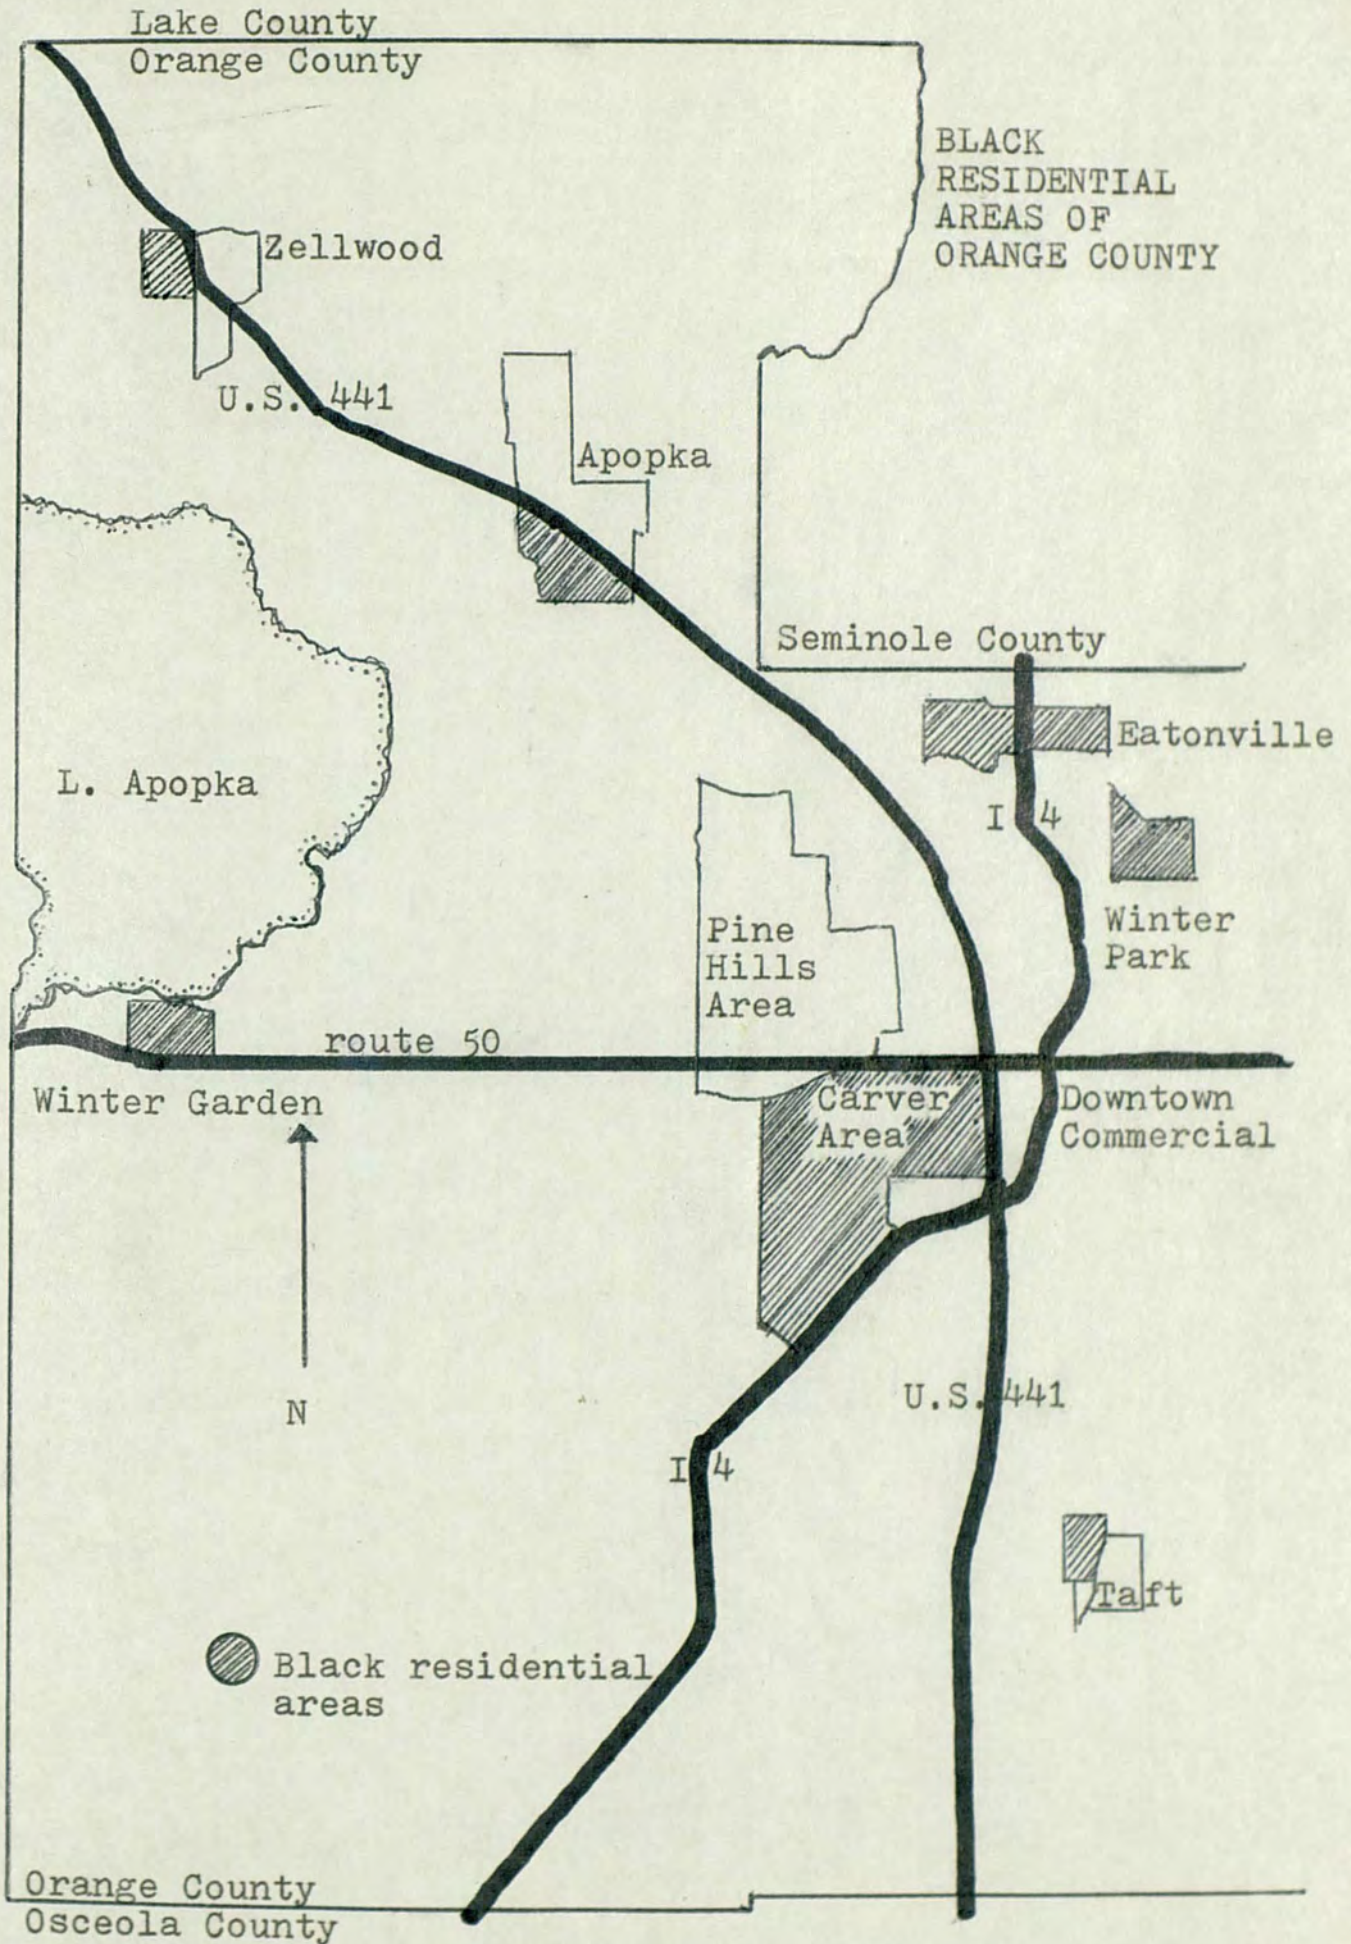 Lake County
Orange County
BLACK
RESIDENTIAL
AREAS OF
ORANGE COUNTY
Zellwood
U.S. 441
Apopka
Seminole County
Eatonville
L. Apopka
I 4
Winter
Park
Pine
Hills
Area
route 50
Winter Garden
Carver
Area
Downtown
Commercial
N
U.S. 441
I 4
Taft
Black residential
areas
Orange County
Osceola County